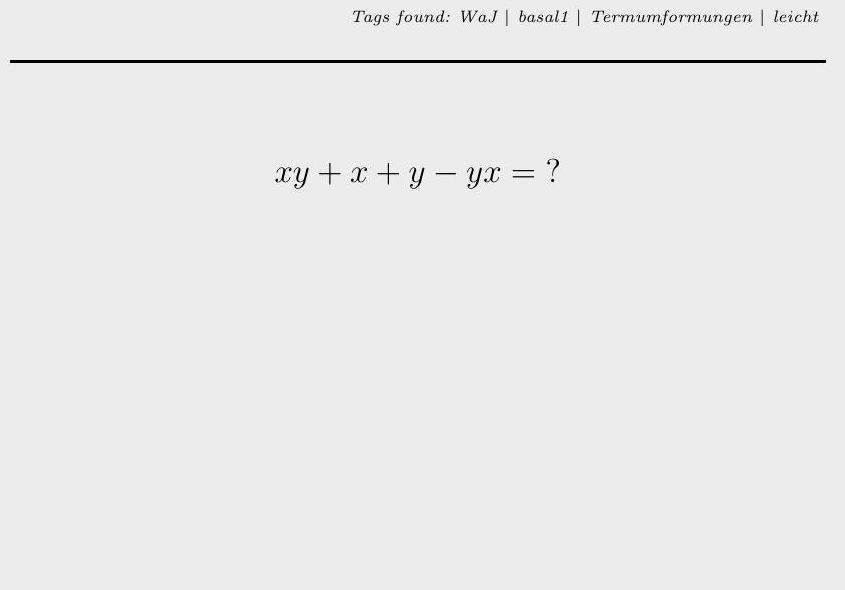 Tags found: WaJ | basal1 | Termumformungen | leicht
xy + x + y − yx = ?